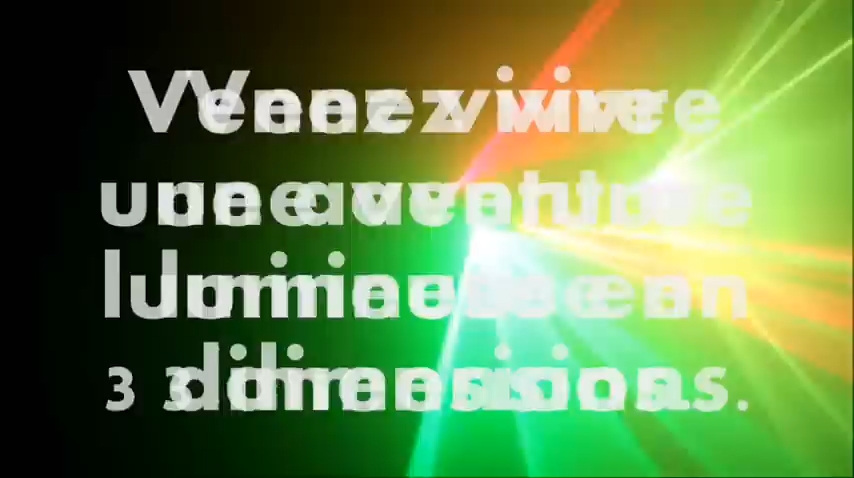 Venez vivre
une aventure
lumineuse en
3 dimensions.